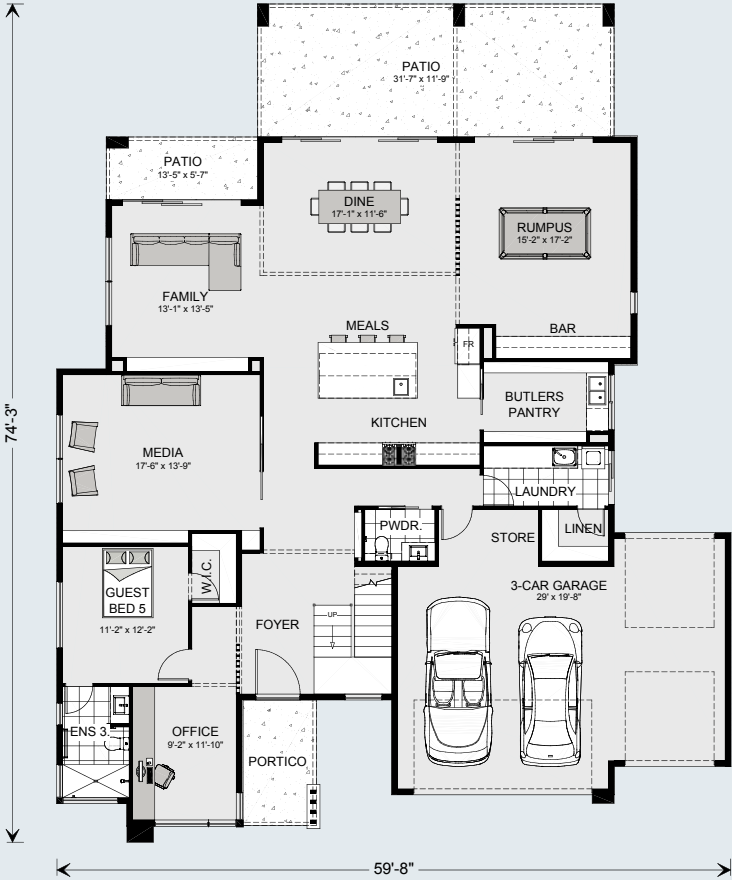 PATIO
31'-7" x 11'-9"
PATIO
13'-5" x 5'-7"
DINE
17'-1" x 11'-6"
RUMPUS
15'-2" x 17'-2"
FAMILY
13'-1" x 13'-5"
MEALS
BAR
FR
BUTLERS
PANTRY
KITCHEN
MEDIA
17'-6" x 13'-9"
LAUNDRY
PWDR.
STORE
LINEN
W.I.C.
GUEST
BED 5
11'-2" x 12'-2"
3-CAR GARAGE
29' x 19'-8"
UP
FOYER
ENS 3.
OFFICE
9'-2" x 11'-10"
PORTICO
74'-3"
59'-8"